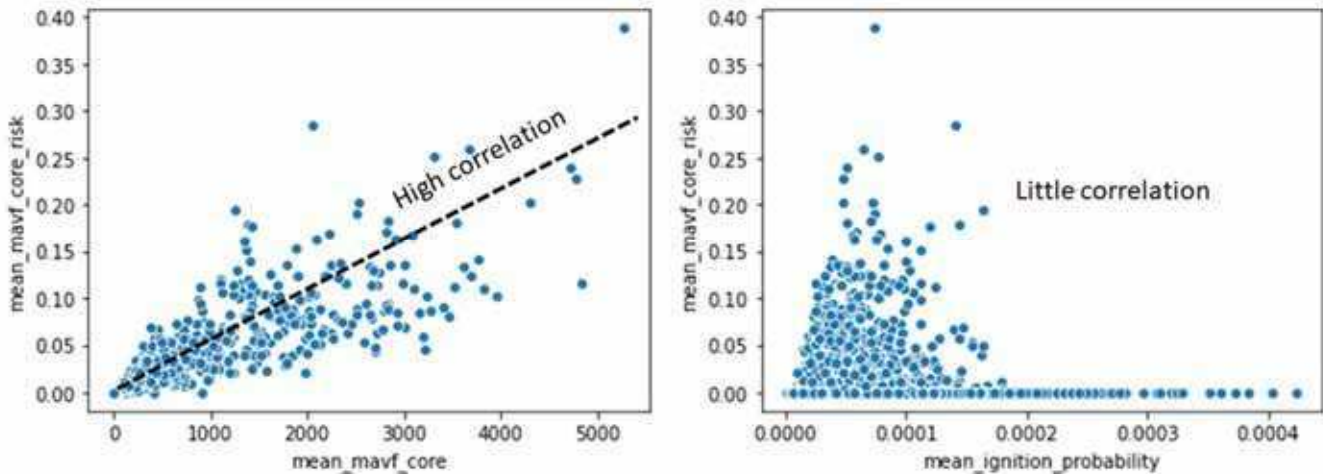 0.40
0.35
0.30
0.25
0.20
0.15
0.10
0.05
0.00
mean_mavf_core_risk
High correlation
0 1000 2000 3000 4000 5000
mean_mavf_core
0.40
0.35
0.30
0.25
0.20
0.15
0.10
0.05
0.00
mean_mavf_core_risk
Little correlation
0.0000 0.0001 0.0002 0.0003 0.0004
mean_ignition_probability